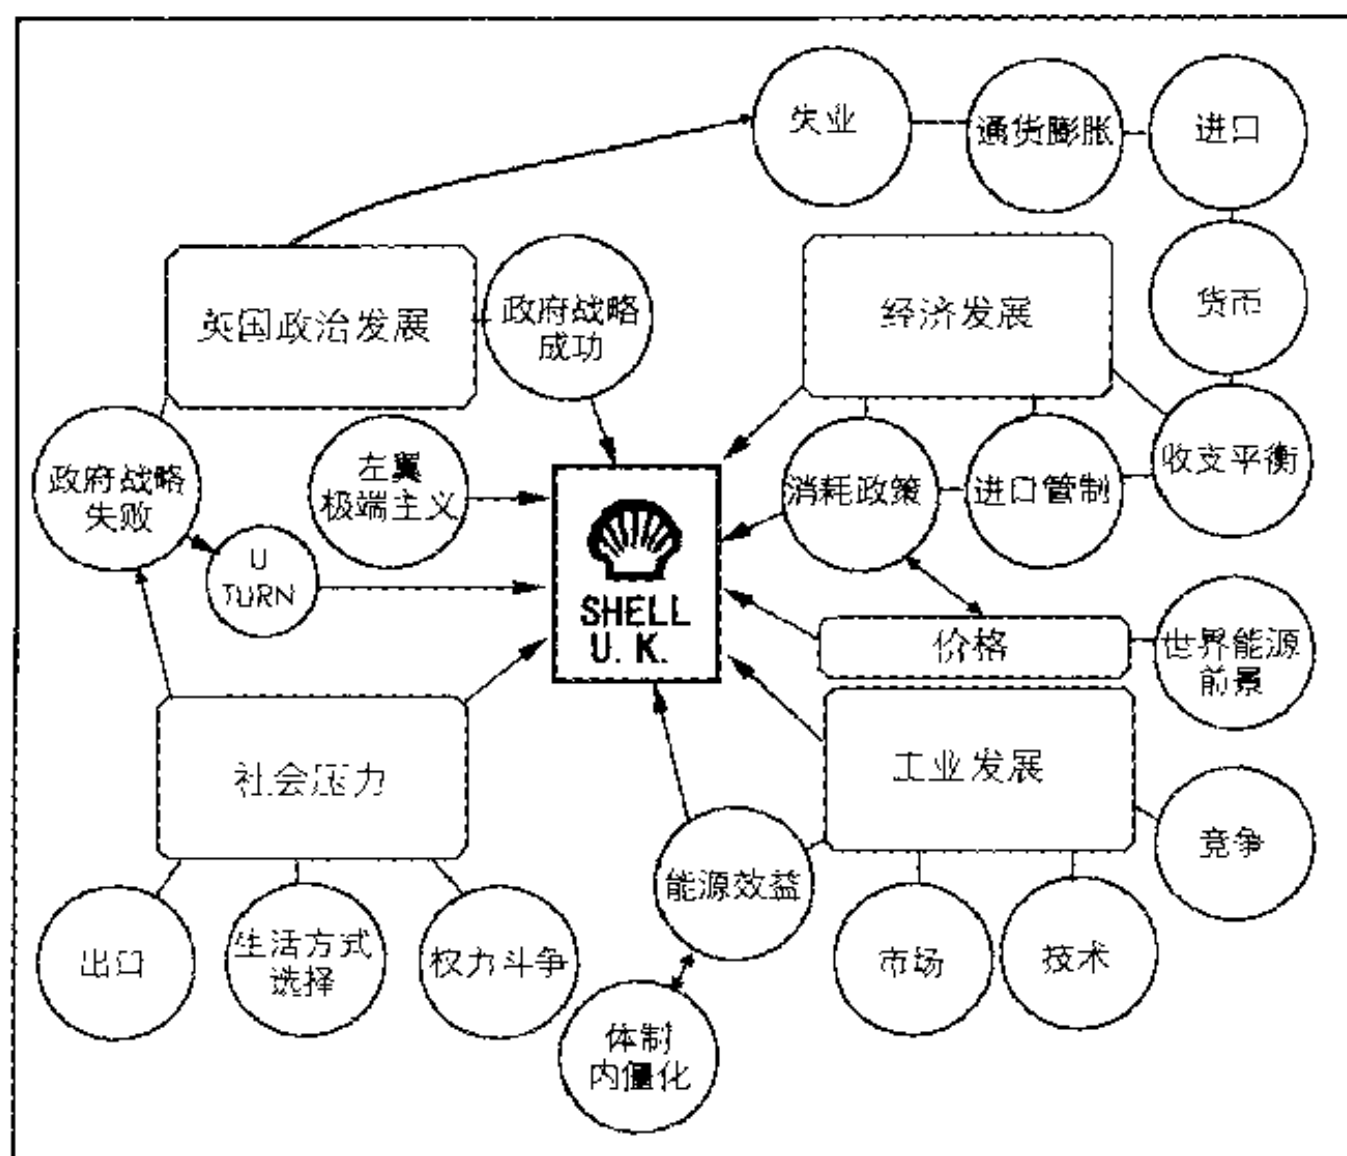 失业
通货膨胀
进口
英国政治发展
政府战略
成功
经济发展
货币
政府战略
失败
左翼
极端主义
消耗政策
进口管制
收支平衡
U
TURN
SHELL
U. K.
价格
世界能源
前景
社会压力
工业发展
能源效益
竞争
出口
生活方式
选择
权力斗争
市场
技术
体制
内僵化